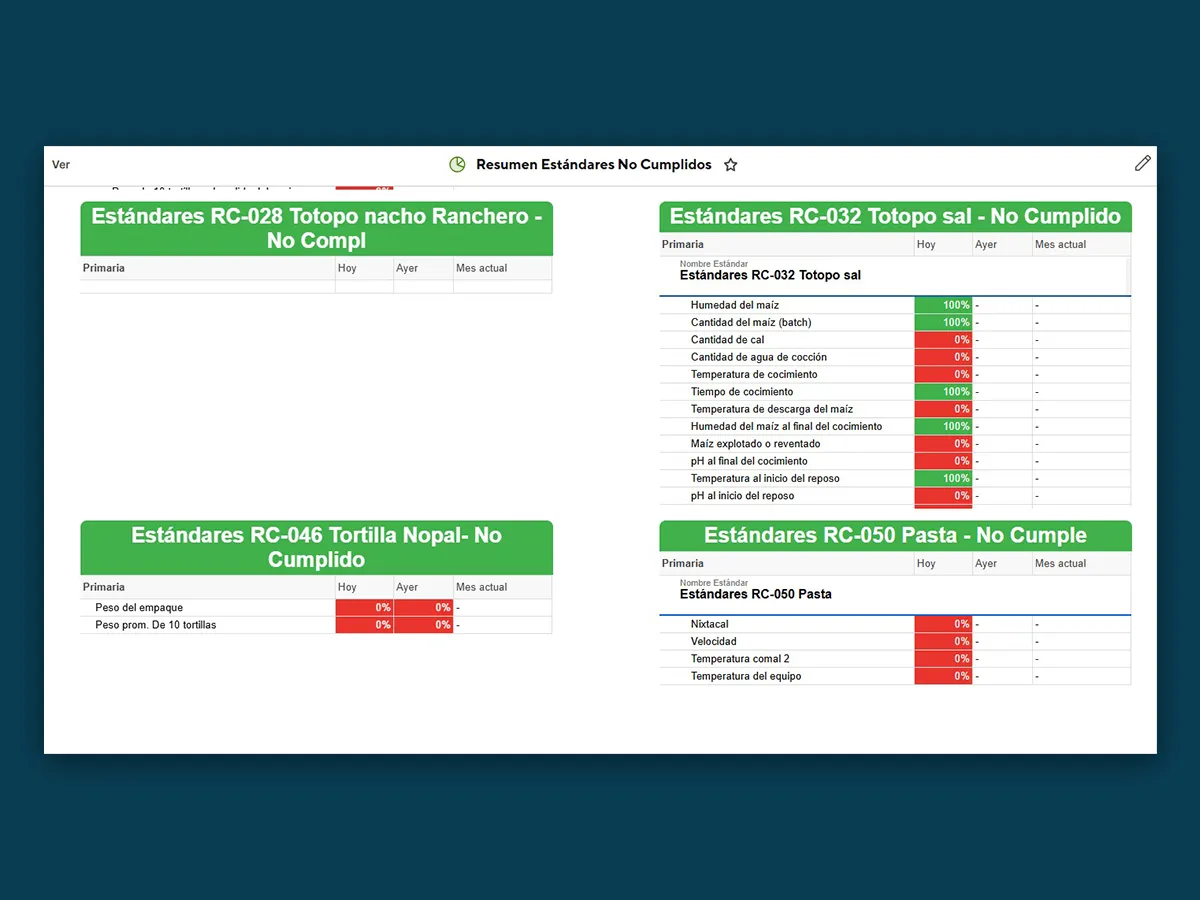 Ver
Resumen Estándares No Cumplidos
Estándares RC-028 Totopo nacho Ranchero -
No Compl
Primaria Hoy Ayer Mes actual
Estándares RC-032 Totopo sal - No Cumplido
Primaria Hoy Ayer Mes actual
Nombre Estándar
Estándares RC-032 Totopo sal
Humedad del maíz 100% - -
Cantidad del maíz (batch) 100% - -
Cantidad de cal 0% - -
Cantidad de agua de cocción 0% - -
Temperatura de cocimiento 0% - -
Tiempo de cocimiento 100% - -
Temperatura de descarga del maíz 0% - -
Humedad del maíz al final del cocimiento 100% - -
Maíz explotado o reventado 0% - -
pH al final del cocimiento 0% - -
Temperatura al inicio del reposo 100% - -
pH al inicio del reposo 0% - -
Estándares RC-046 Tortilla Nopal- No
Cumplido
Primaria Hoy Ayer Mes actual
Peso del empaque 0% 0% -
Peso prom. De 10 tortillas 0% 0% -
Estándares RC-050 Pasta - No Cumple
Primaria Hoy Ayer Mes actual
Nombre Estándar
Estándares RC-050 Pasta
Nixtacal 0% - -
Velocidad 0% - -
Temperatura comal 2 0% - -
Temperatura del equipo 0% - -